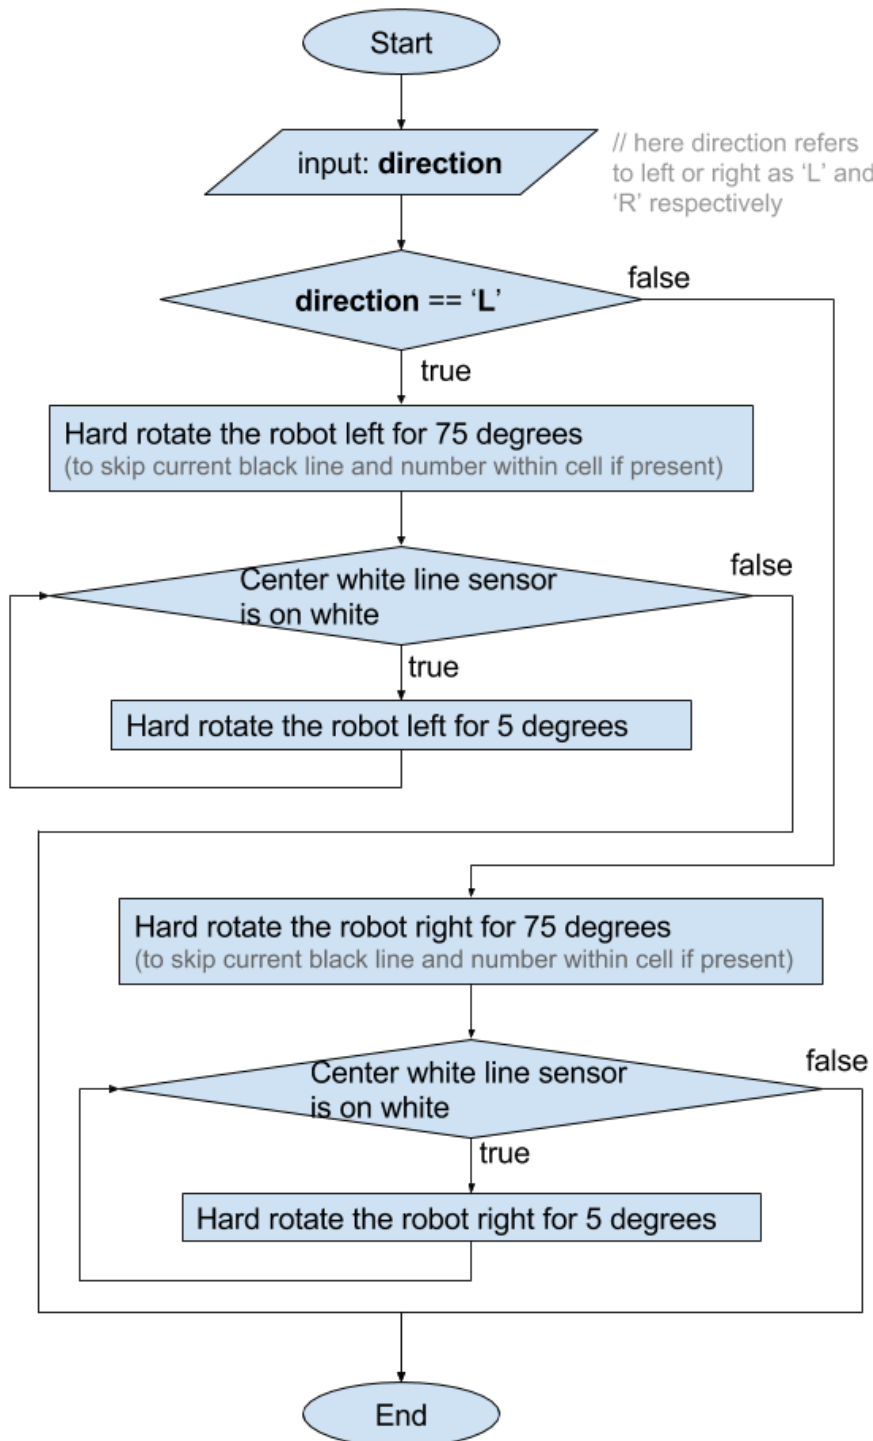 Start
input: direction
// here direction refers
to left or right as ‘L’ and
‘R’ respectively
direction == ‘L’
false
true
Hard rotate the robot left for 75 degrees
(to skip current black line and number within cell if present)
Center white line sensor
is on white
false
true
Hard rotate the robot left for 5 degrees
Hard rotate the robot right for 75 degrees
(to skip current black line and number within cell if present)
Center white line sensor
is on white
false
true
Hard rotate the robot right for 5 degrees
End